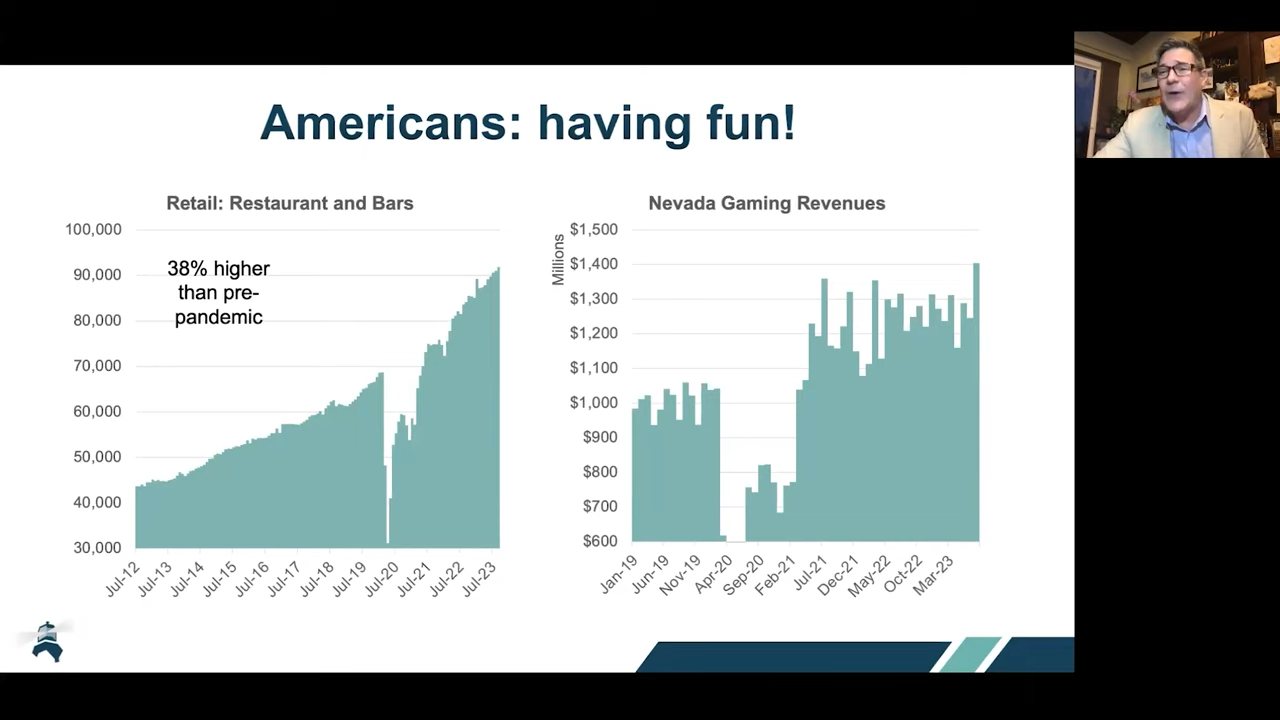 Americans: having fun!
Retail: Restaurant and Bars
100,000
90,000
80,000
70,000
60,000
50,000
40,000
30,000
38% higher
than pre-
pandemic
Jul-12
Jul-13
Jul-14
Jul-15
Jul-16
Jul-17
Jul-18
Jul-19
Jul-20
Jul-21
Jul-22
Jul-23
Nevada Gaming Revenues
Millions
$1,500
$1,400
$1,300
$1,200
$1,100
$1,000
$900
$800
$700
$600
Jan-19
Jun-19
Nov-19
Apr-20
Sep-20
Feb-21
Jul-21
Dec-21
May-22
Oct-22
Mar-23